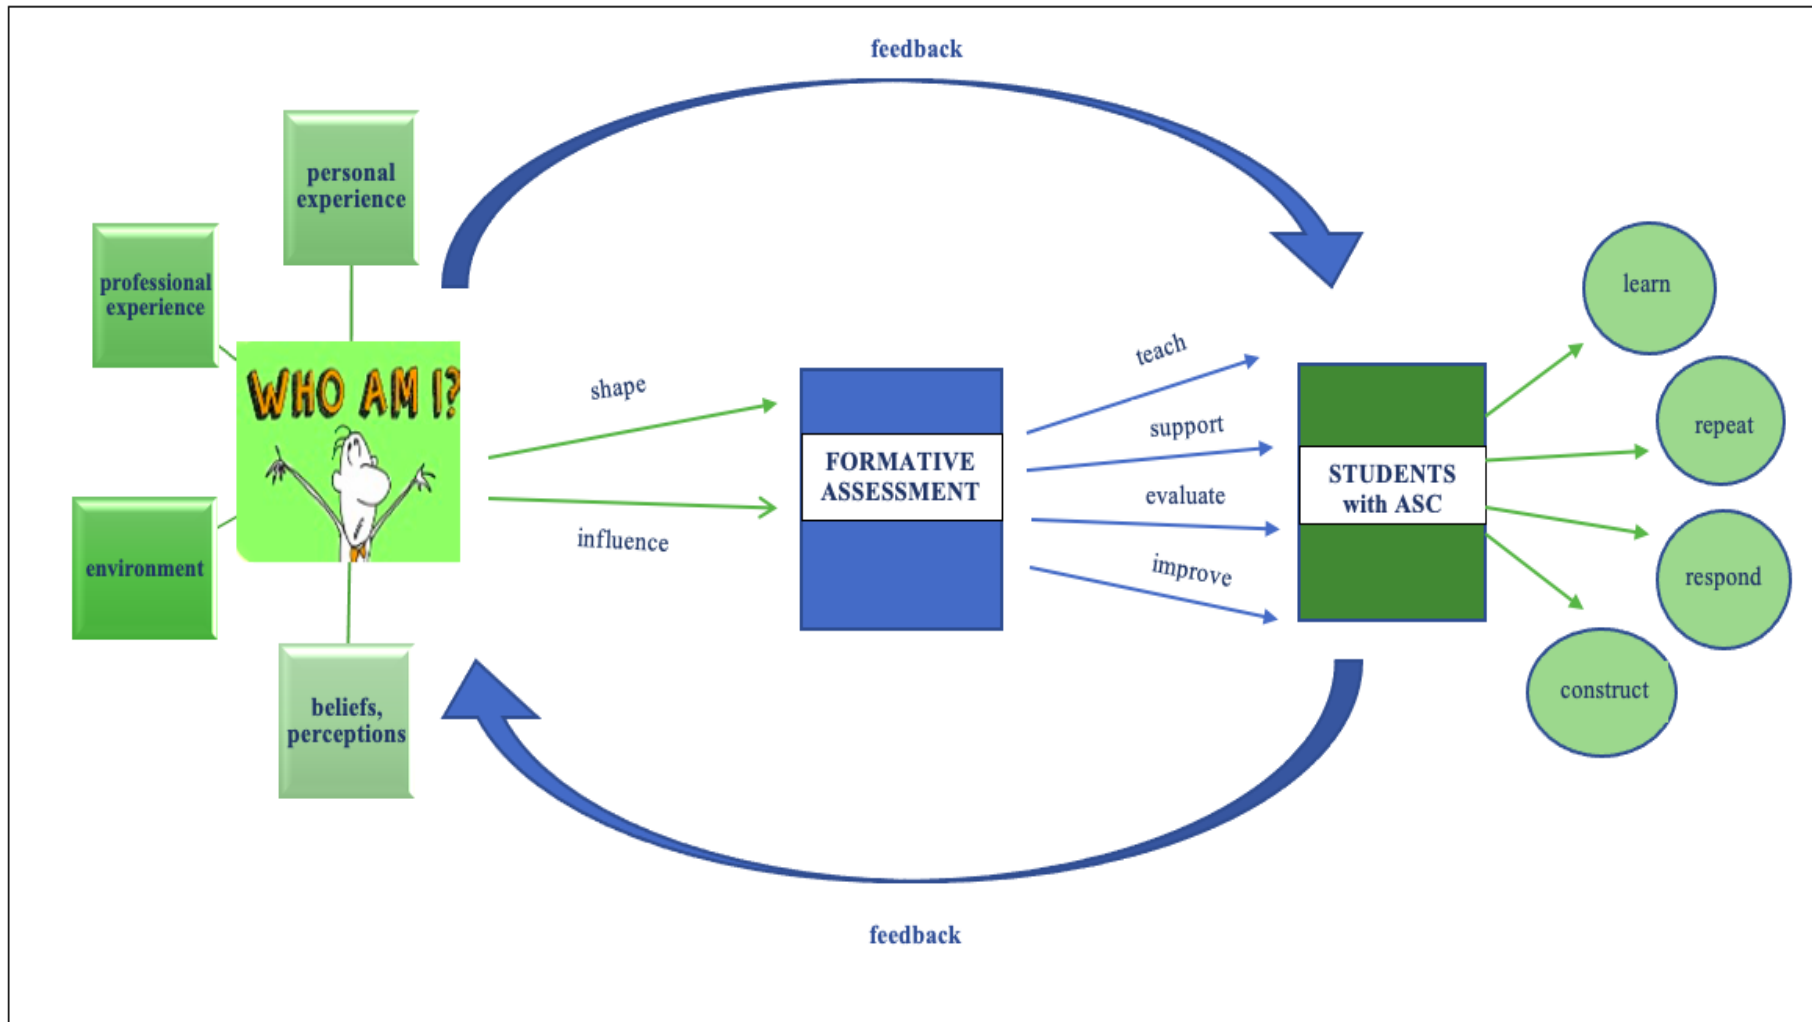 feedback
personal
experience
professional
experience
WHO AM I?
environment
beliefs,
perceptions
shape
influence
FORMATIVE
ASSESSMENT
teach
support
evaluate
improve
STUDENTS
with ASC
learn
repeat
respond
construct
feedback